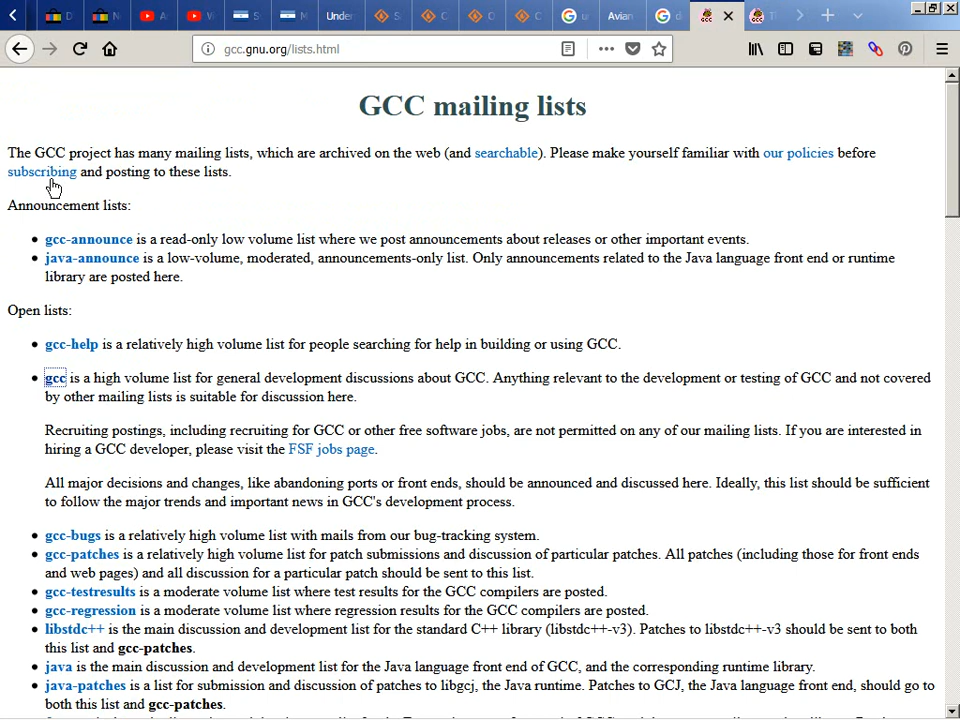 D
N
A
W
S
N
Under
S
G
O
C
u
Avian
d
T
gcc.gnu.org/lists.html
GCC mailing lists
The GCC project has many mailing lists, which are archived on the web (and searchable). Please make yourself familiar with our policies before
subscribing and posting to these lists.
Announcement lists:
gcc-announce is a read-only low volume list where we post announcements about releases or other important events.
java-announce is a low-volume, moderated, announcements-only list. Only announcements related to the Java language front end or runtime
library are posted here.
Open lists:
gcc-help is a relatively high volume list for people searching for help in building or using GCC.
gcc is a high volume list for general development discussions about GCC. Anything relevant to the development or testing of GCC and not covered
by other mailing lists is suitable for discussion here.
Recruiting postings, including recruiting for GCC or other free software jobs, are not permitted on any of our mailing lists. If you are interested in
hiring a GCC developer, please visit the FSF jobs page.
All major decisions and changes, like abandoning ports or front ends, should be announced and discussed here. Ideally, this list should be sufficient
to follow the major trends and important news in GCC's development process.
gcc-bugs is a relatively high volume list with mails from our bug-tracking system.
gcc-patches is a relatively high volume list for patch submissions and discussion of particular patches. All patches (including those for front ends
and web pages) and all discussion for a particular patch should be sent to this list.
gcc-testresults is a moderate volume list where test results for the GCC compilers are posted.
gcc-regression is a moderate volume list where regression results for the GCC compilers are posted.
libstdc++ is the main discussion and development list for the standard C++ library (libstdc++-v3). Patches to libstdc++-v3 should be sent to both
this list and gcc-patches.
java is the main discussion and development list for the Java language front end of GCC, and the corresponding runtime library.
java-patches is a list for submission and discussion of patches to libgcj, the Java runtime. Patches to GCJ, the Java language front end, should go to
both this list and gcc-patches.